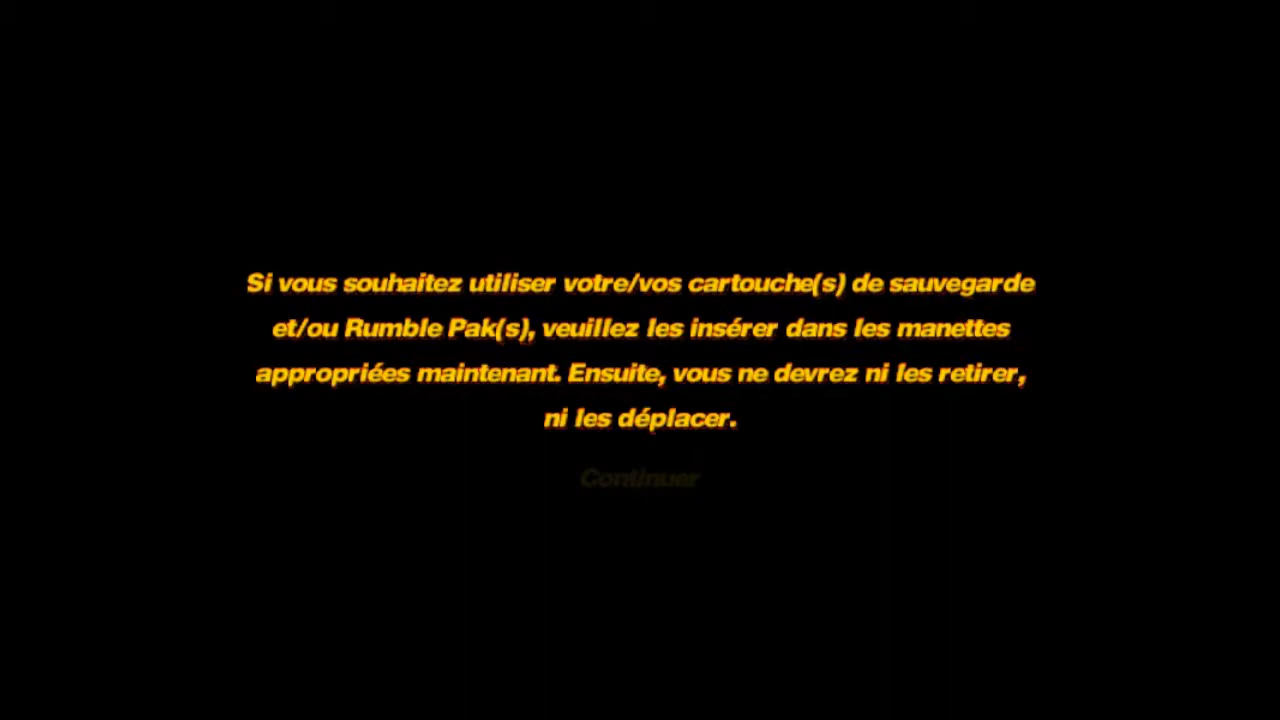 Si vous souhaitez utiliser votre/vos cartouche(s) de sauvegarde
et/ou Rumble Pak(s), veuillez les insérer dans les manettes
appropriées maintenant. Ensuite, vous ne devrez ni les retirer,
ni les déplacer.
Continuer